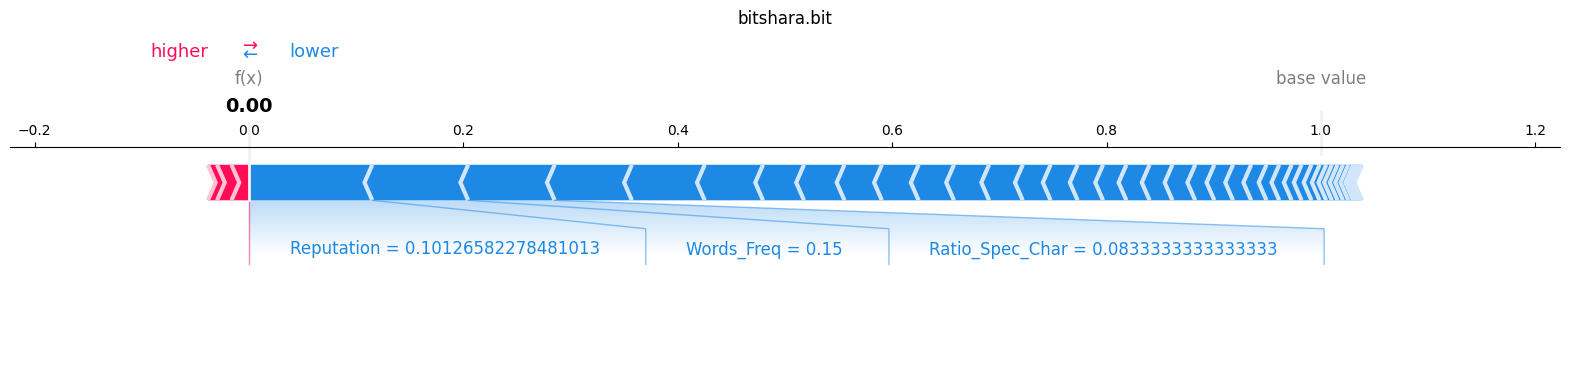 bitshara.bit
higher ⇄ lower
f(x) base value
0.00
−0.2 0.0 0.2 0.4 0.6 0.8 1.0 1.2
Reputation = 0.10126582278481013 Words_Freq = 0.15 Ratio_Spec_Char = 0.0833333333333333